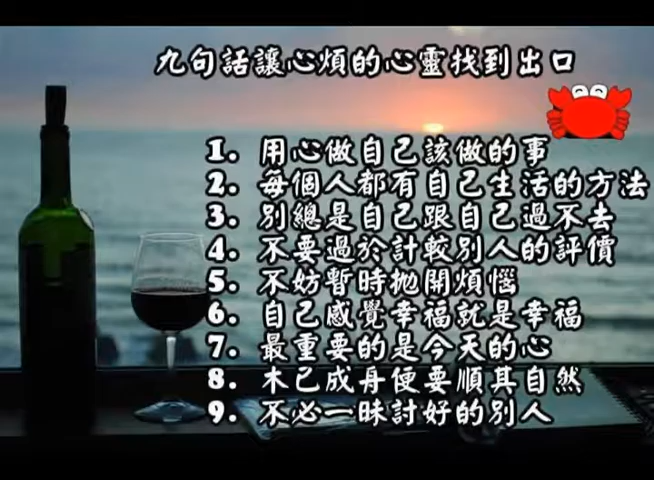 九句話讓心煩的心靈找到出口
1. 用心做自己該做的事
2. 每個人都有自己生活的方法
3. 別總是自己跟自己過不去
4. 不要過於計較別人的評價
5. 不妨暫時拋開煩惱
6. 自己感覺幸福就是幸福
7. 最重要的是今天的心
8. 木已成舟便要順其自然
9. 不必一昧討好的別人